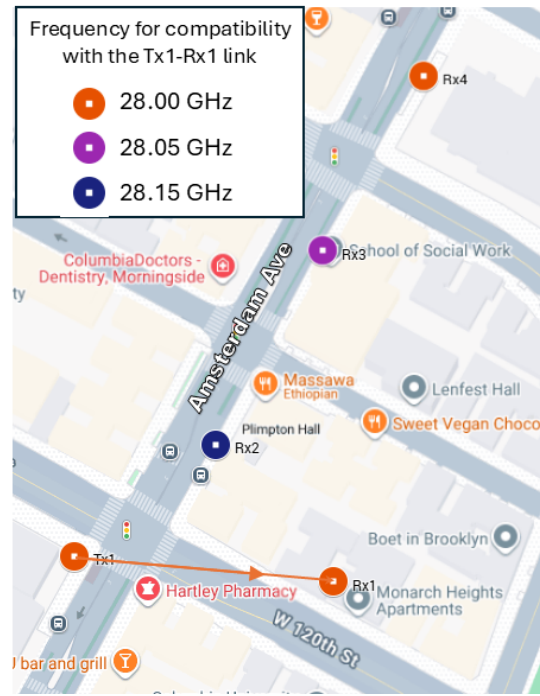 Frequency for compatibility
with the Tx1-Rx1 link
28.00 GHz
28.05 GHz
28.15 GHz
Rx4
School of Social Work
Rx3
ColumbiaDoctors -
Dentistry, Morningside
ty
Amsterdam Ave
Massawa
Ethiopian
Lenfest Hall
Sweet Vegan Choco
Plimpton Hall
Rx2
Boet in Brooklyn
Tx1
Rx1
Hartley Pharmacy
Monarch Heights
Apartments
W 120th St
J bar and grill